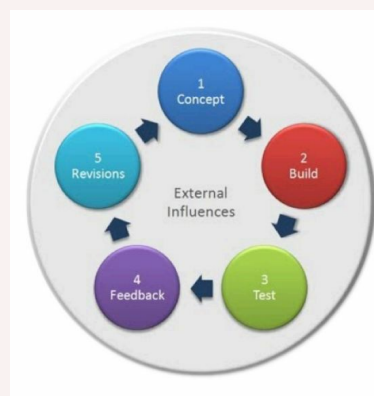 1
Concept
2
Build
3
Test
4
Feedback
5
Revisions
External
Influences